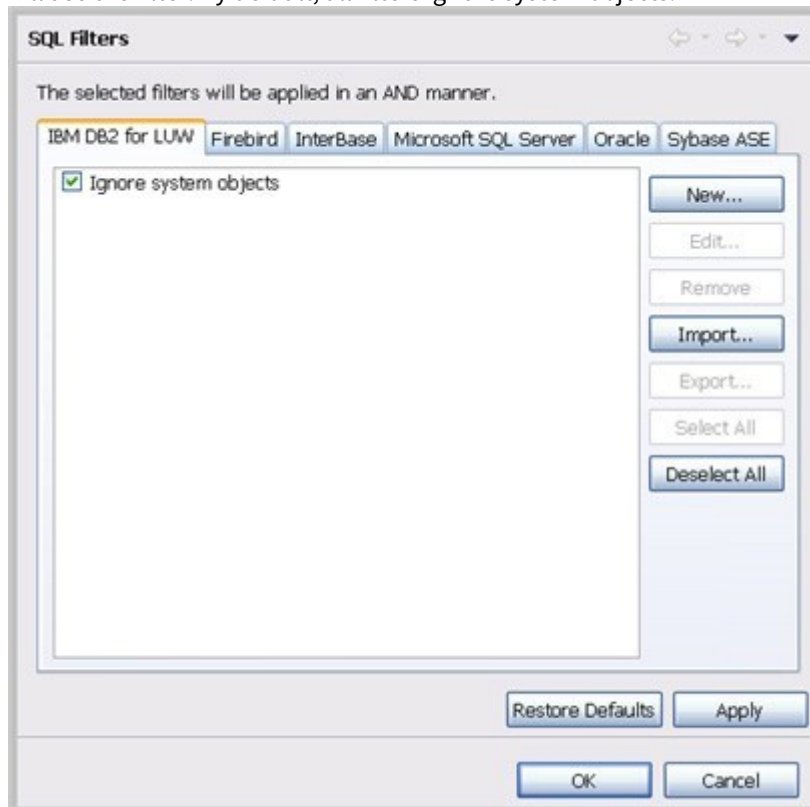 SQL Filters
The selected filters will be applied in an AND manner.
IBM DB2 for LUW Firebird InterBase Microsoft SQL Server Oracle Sybase ASE
Ignore system objects
New...
Edit...
Remove
Import...
Export...
Select All
Deselect All
Restore Defaults Apply
OK Cancel